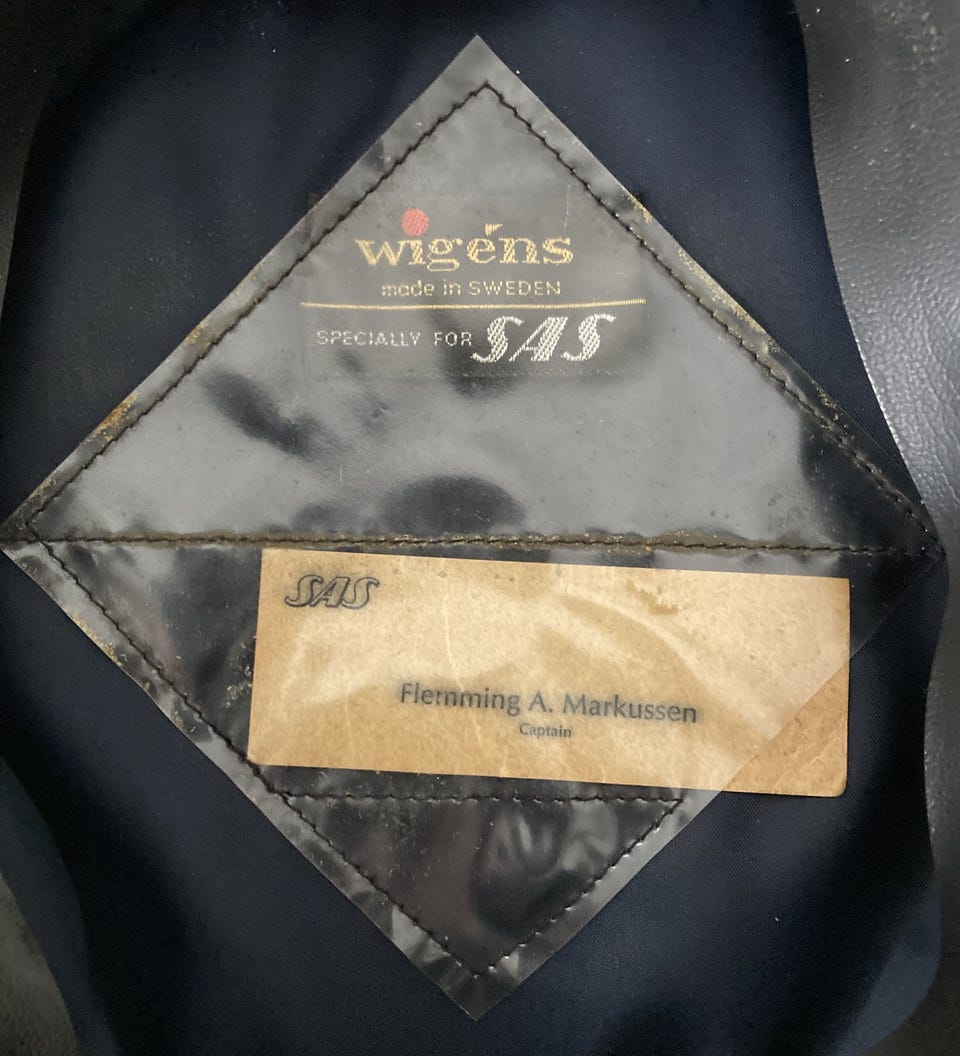 wigéns
made in SWEDEN
SPECIALLY FOR SAS
SAS
Flemming A. Markussen
Captain